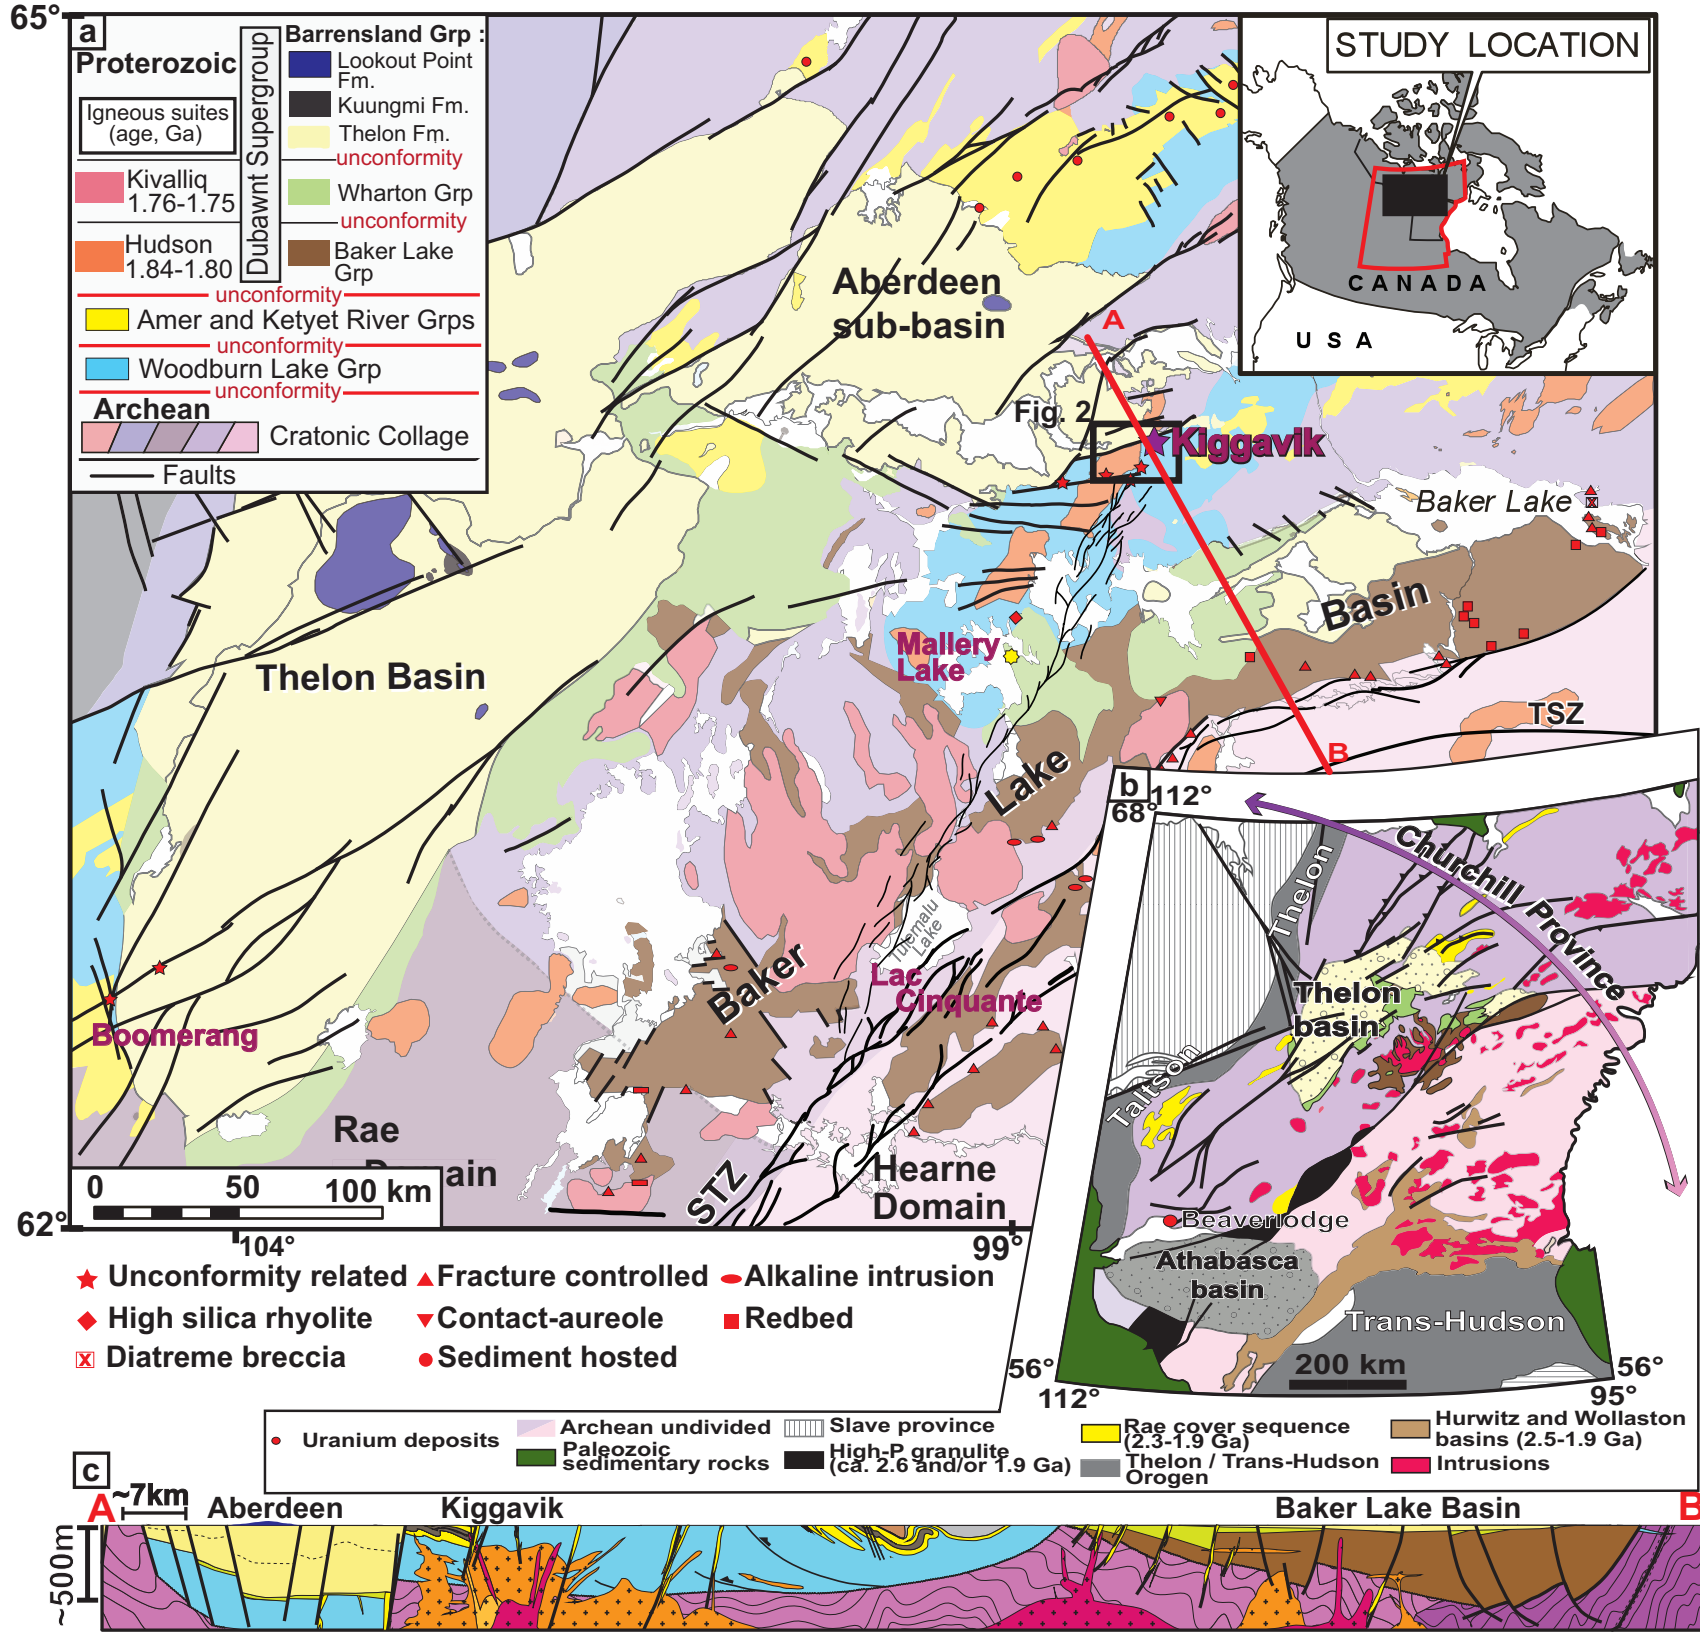 65°
a
Proterozoic
Igneous suites
(age, Ga)
Kivalliq
1.76-1.75
Hudson
1.84-1.80
Dubawnt Supergroup
Barrensland Grp :
Lookout Point
Fm.
Kuungmi Fm.
Thelon Fm.
unconformity
Wharton Grp
unconformity
Baker Lake
Grp
unconformity
Amer and Ketyet River Grps
unconformity
Woodburn Lake Grp
unconformity
Archean
Cratonic Collage
Faults
STUDY LOCATION
CANADA
USA
Aberdeen
sub-basin
A
Fig. 2
Kiggavik
Baker Lake
Basin
Mallery
Lake
Thelon Basin
TSZ
B
Lake
Tulemalu
Lake
Baker
Lac
Cinquante
Boomerang
Rae
Domain
STZ
Hearne
Domain
0 50 100 km
62°
104°
99°
Unconformity related
Fracture controlled
Alkaline intrusion
High silica rhyolite
Contact-aureole
Redbed
Diatreme breccia
Sediment hosted
b
112°
68°
Churchill Province
Thelon
Thelon
basin
Taltson
Beaverlodge
Athabasca
basin
Trans-Hudson
200 km
56°
112°
56°
95°
Uranium deposits
Archean undivided
Paleozoic
sedimentary rocks
Slave province
High-P granulite
(ca. 2.6 and/or 1.9 Ga)
Rae cover sequence
(2.3-1.9 Ga)
Thelon / Trans-Hudson
Orogen
Hurwitz and Wollaston
basins (2.5-1.9 Ga)
Intrusions
c
A
~7km
Aberdeen
Kiggavik
Baker Lake Basin
B
~500m